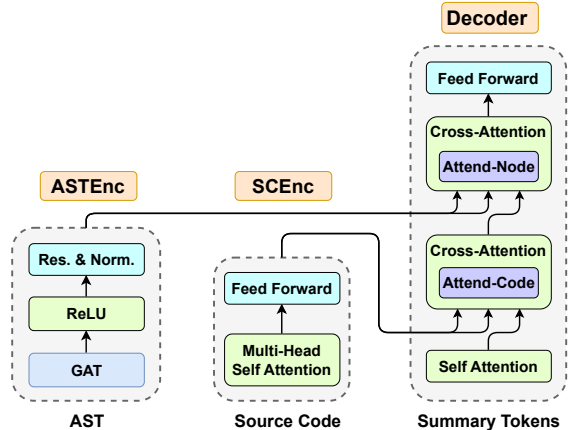 Decoder
Feed Forward
Cross-Attention
Attend-Node
ASTEnc
SCEnc
Res. & Norm.
ReLU
GAT
Feed Forward
Multi-Head
Self Attention
Cross-Attention
Attend-Code
Self Attention
AST
Source Code
Summary Tokens